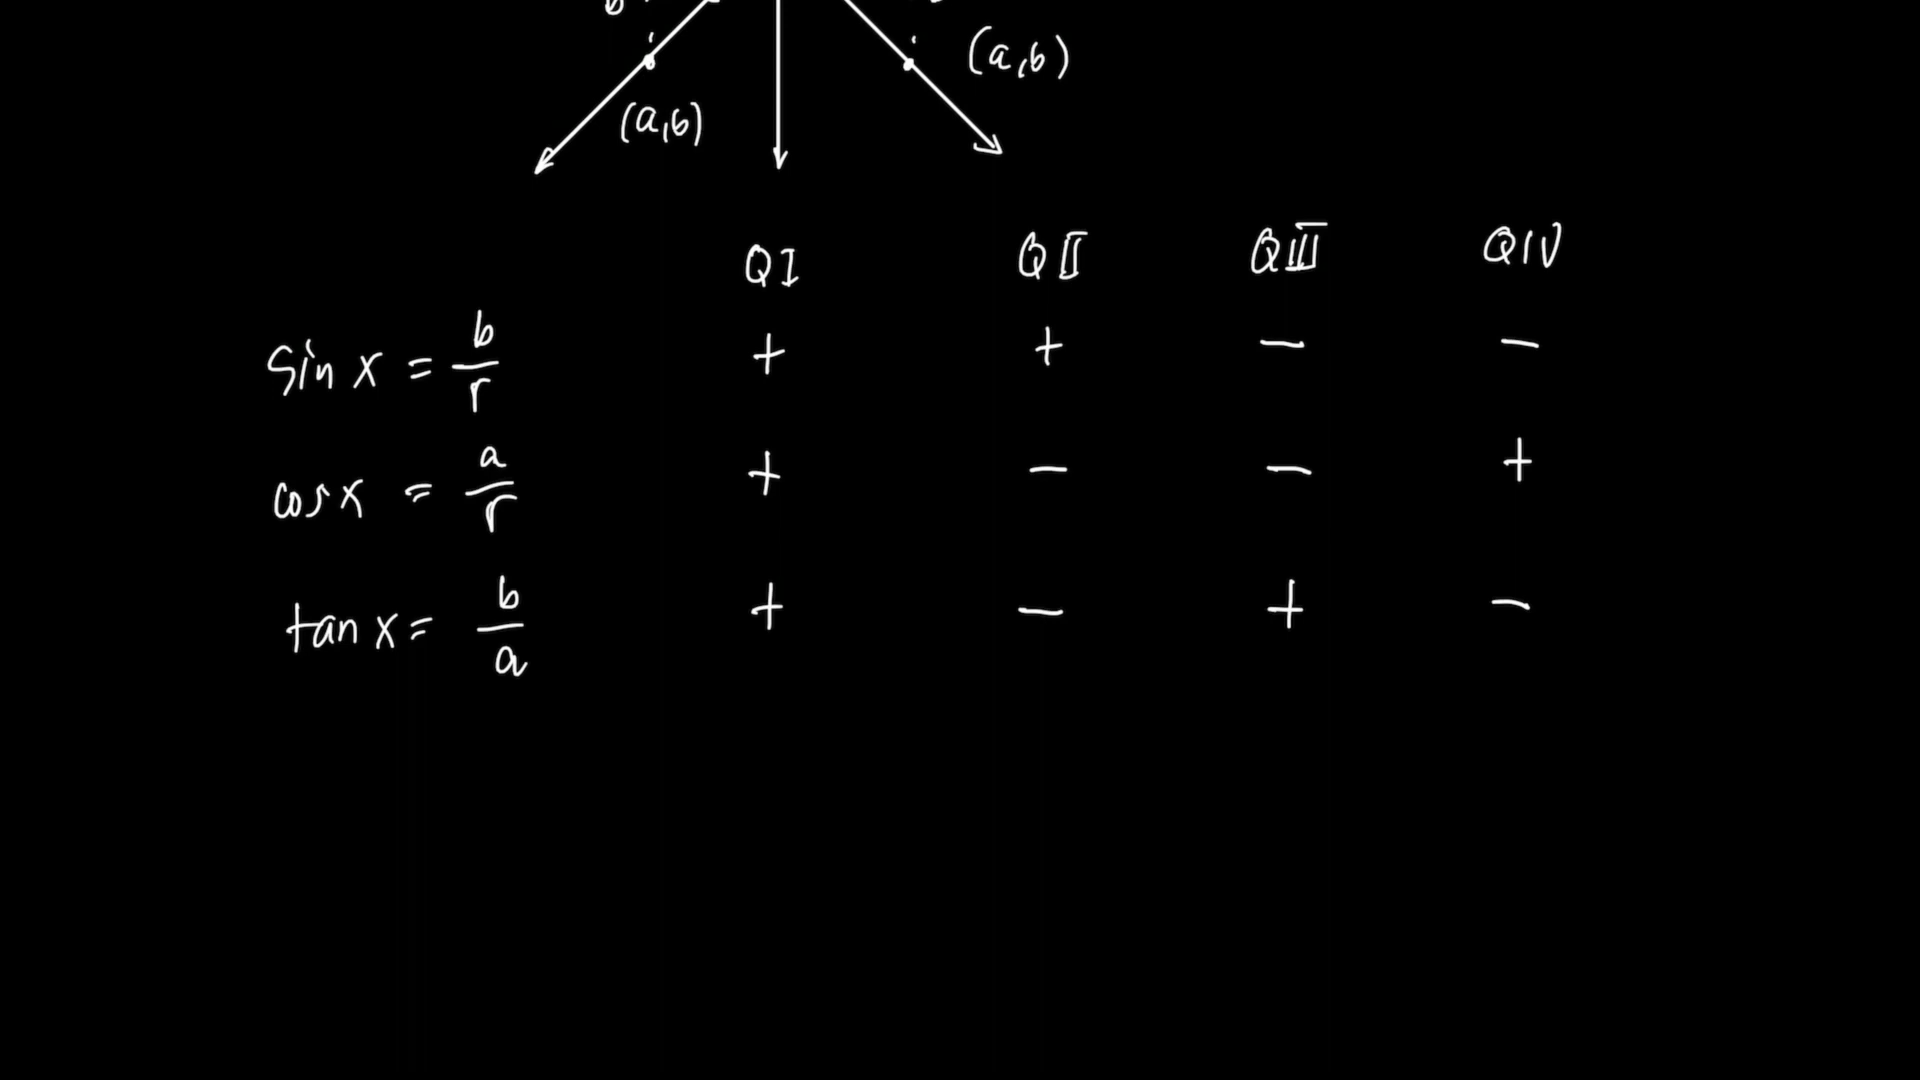 (a,b)
(a,b)
QI QII QIII QIV
sin x = b/r + + - -
cos x = a/r + - - +
tan x = b/a + - + -